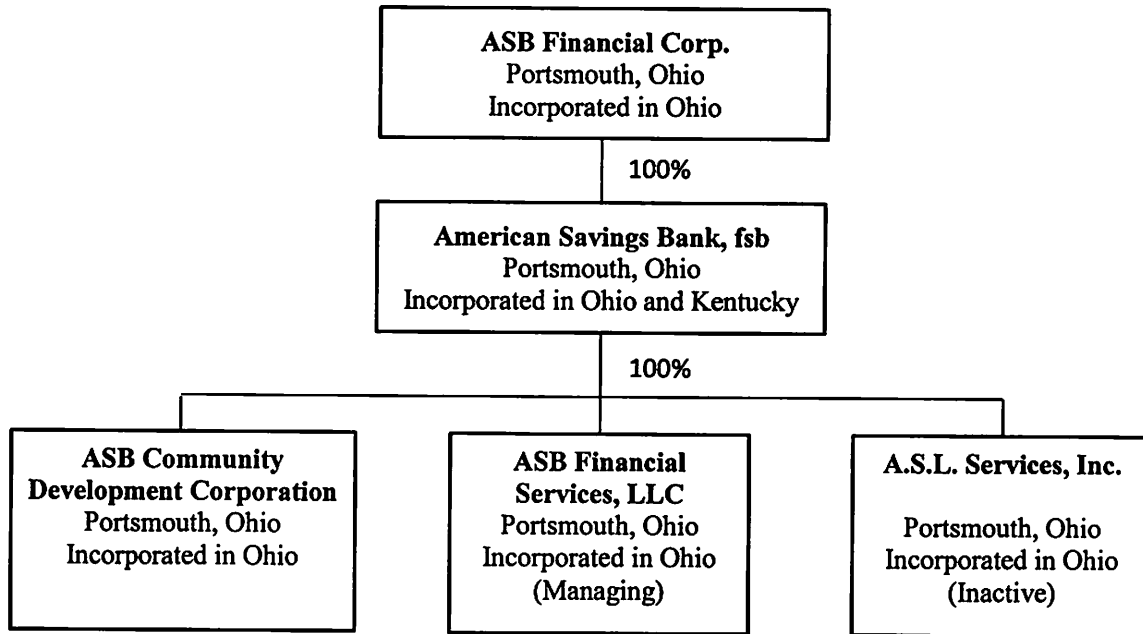 ASB Financial Corp.
Portsmouth, Ohio
Incorporated in Ohio
100%
American Savings Bank, fsb
Portsmouth, Ohio
Incorporated in Ohio and Kentucky
100%
ASB Community
Development Corporation
Portsmouth, Ohio
Incorporated in Ohio
ASB Financial
Services, LLC
Portsmouth, Ohio
Incorporated in Ohio
(Managing)
A.S.L. Services, Inc.
Portsmouth, Ohio
Incorporated in Ohio
(Inactive)